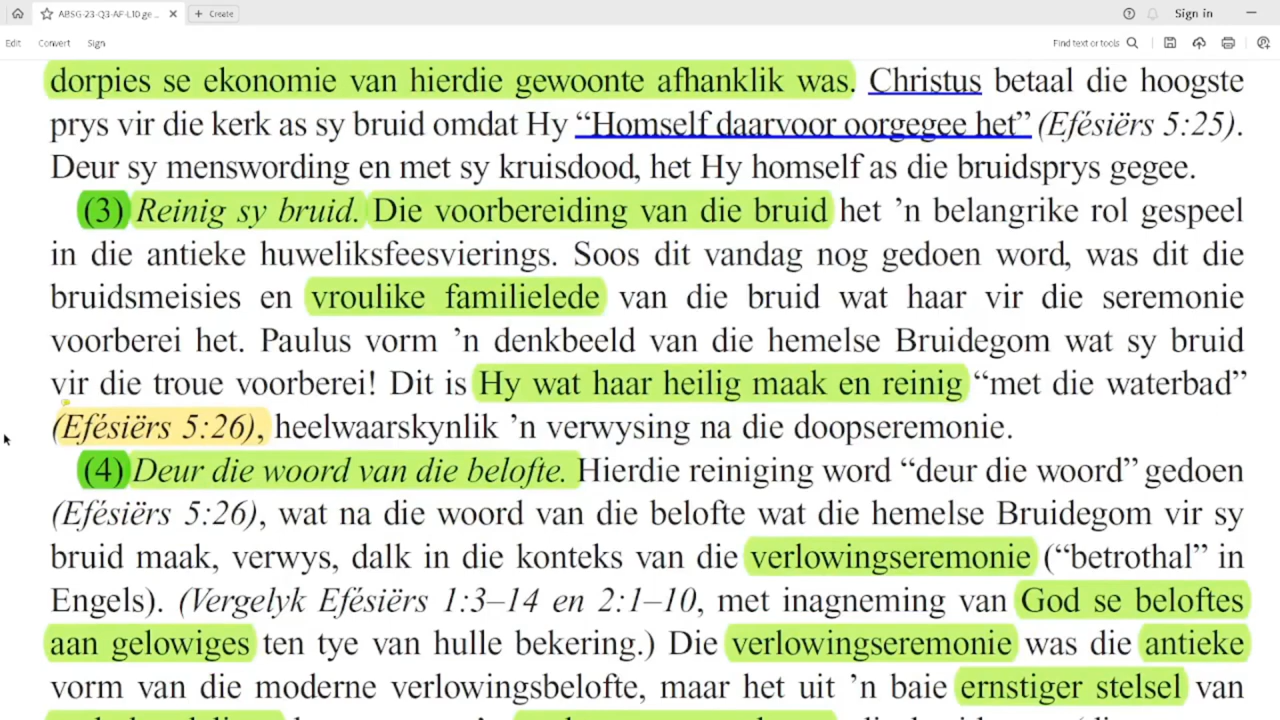 ABSG-23-Q3-AF-L10 ge ... × + Create Sign in
Edit Convert Sign Find text or tools
dorpies se ekonomie van hierdie gewoonte afhanklik was. Christus betaal die hoogste
prys vir die kerk as sy bruid omdat Hy “Homself daarvoor oorgegee het” (Efésiërs 5:25).
Deur sy menswording en met sy kruisdood, het Hy homself as die bruidsprys gegee.
(3) Reinig sy bruid. Die voorbereiding van die bruid het ’n belangrike rol gespeel
in die antieke huweliksfeesvierings. Soos dit vandag nog gedoen word, was dit die
bruidsmeisies en vroulike familielede van die bruid wat haar vir die seremonie
voorberei het. Paulus vorm ’n denkbeeld van die hemelse Bruidegom wat sy bruid
vir die troue voorberei! Dit is Hy wat haar heilig maak en reinig “met die waterbad”
(Efésiërs 5:26), heelwaarskynlik ’n verwysing na die doopseremonie.
(4) Deur die woord van die belofte. Hierdie reiniging word “deur die woord” gedoen
(Efésiërs 5:26), wat na die woord van die belofte wat die hemelse Bruidegom vir sy
bruid maak, verwys, dalk in die konteks van die verlowingseremonie (“betrothal” in
Engels). (Vergelyk Efésiërs 1:3–14 en 2:1–10, met inagneming van God se beloftes
aan gelowiges ten tye van hulle bekering.) Die verlowingseremonie was die antieke
vorm van die moderne verlowingsbelofte, maar het uit ’n baie ernstiger stelsel van